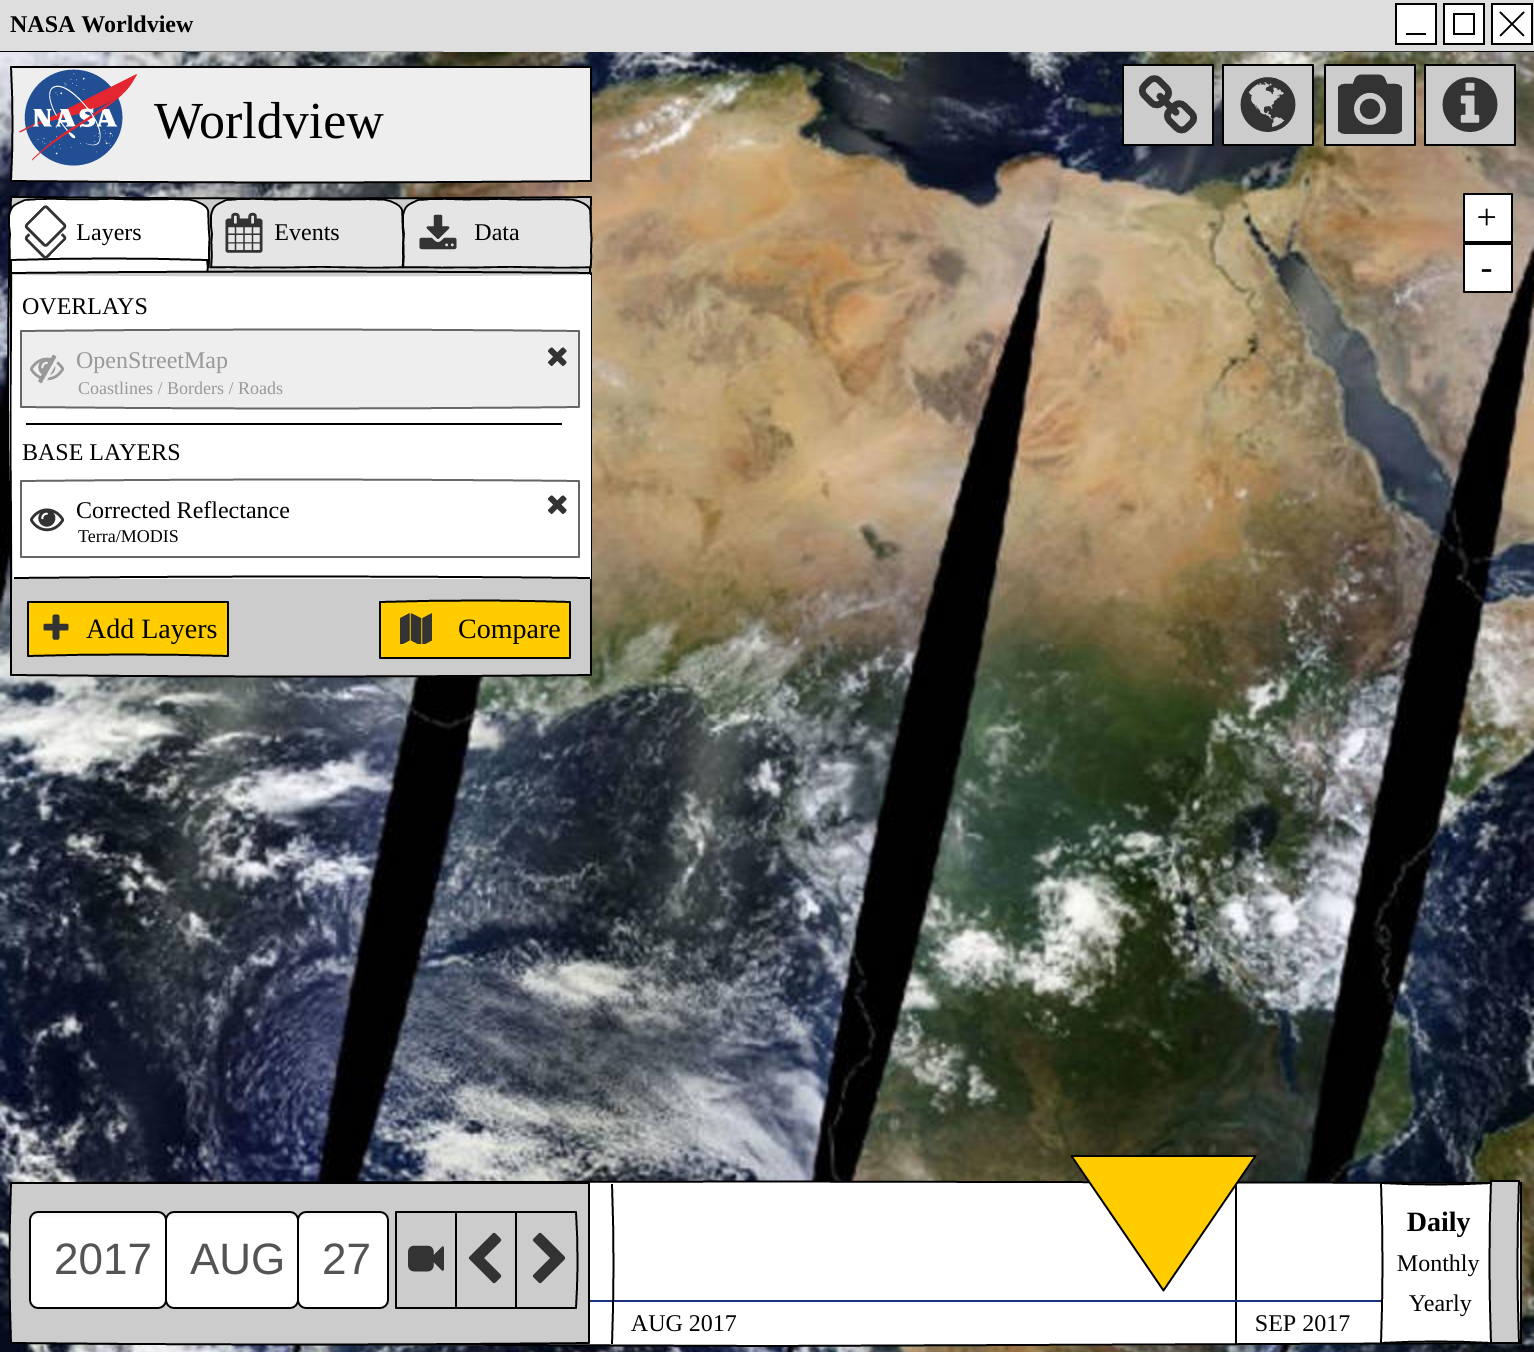 NASA Worldview
NASA
Worldview
Layers
Events
Data
OVERLAYS
OpenStreetMap
Coastlines / Borders / Roads
BASE LAYERS
Corrected Reflectance
Terra/MODIS
Add Layers
Compare
+
-
2017
AUG
27
AUG 2017
SEP 2017
Daily
Monthly
Yearly